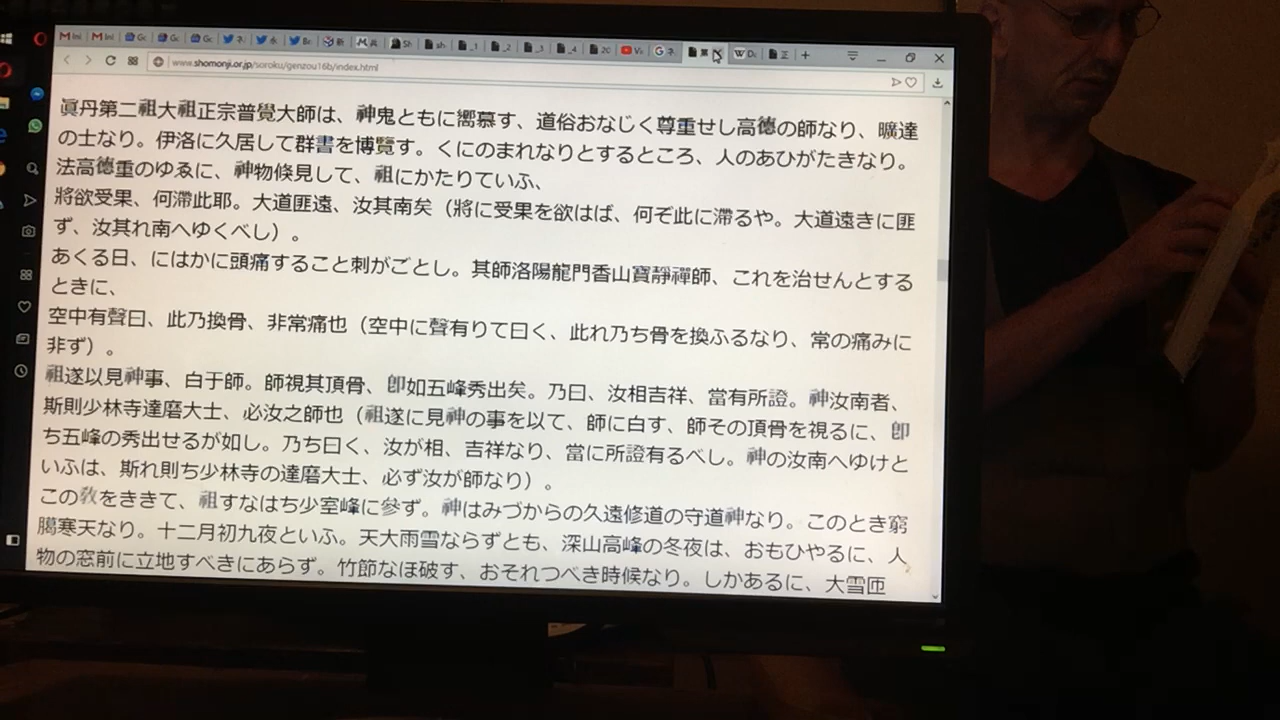 www.shomonji.or.jp/soroku/genzou16b/index.html
眞丹第二祖大祖正宗普覺大師は、神鬼ともに嚮慕す、道俗おなじく尊重せし高德の師なり、曠達
の士なり。伊洛に久居して群書を博覽す。くにのまれなりとするところ、人のあひがたきなり。
法高德重のゆゑに、神物倏見して、祖にかたりていふ、
將欲受果、何滯此耶。大道匪遠、汝其南矣（將に受果を欲はば、何ぞ此に滯るや。大道遠きに匪
ず、汝其れ南へゆくべし）。
あくる日、にはかに頭痛すること刺がごとし。其師洛陽龍門香山寶靜禪師、これを治せんとする
ときに、
空中有聲曰、此乃換骨、非常痛也（空中に聲有りて曰く、此れ乃ち骨を換ふるなり、常の痛みに
非ず）。
祖遂以見神事、白于師。師視其頂骨、卽如五峰秀出矣。乃曰、汝相吉祥、當有所證。神汝南者、
斯則少林寺達磨大士、必汝之師也（祖遂に見神の事を以て、師に白す、師その頂骨を視るに、卽
ち五峰の秀出せるが如し。乃ち曰く、汝が相、吉祥なり、當に所證有るべし。神の汝南へゆけと
いふは、斯れ則ち少林寺の達磨大士、必ず汝が師なり）。
この敎をききて、祖すなはち少室峰に參ず。神はみづからの久遠修道の守道神なり。このとき窮
臈寒天なり。十二月初九夜といふ。天大雨雪ならずとも、深山高峰の冬夜は、おもひやるに、人
物の窓前に立地すべきにあらず。竹節なほ破す、おそれつべき時候なり。しかあるに、大雪匝